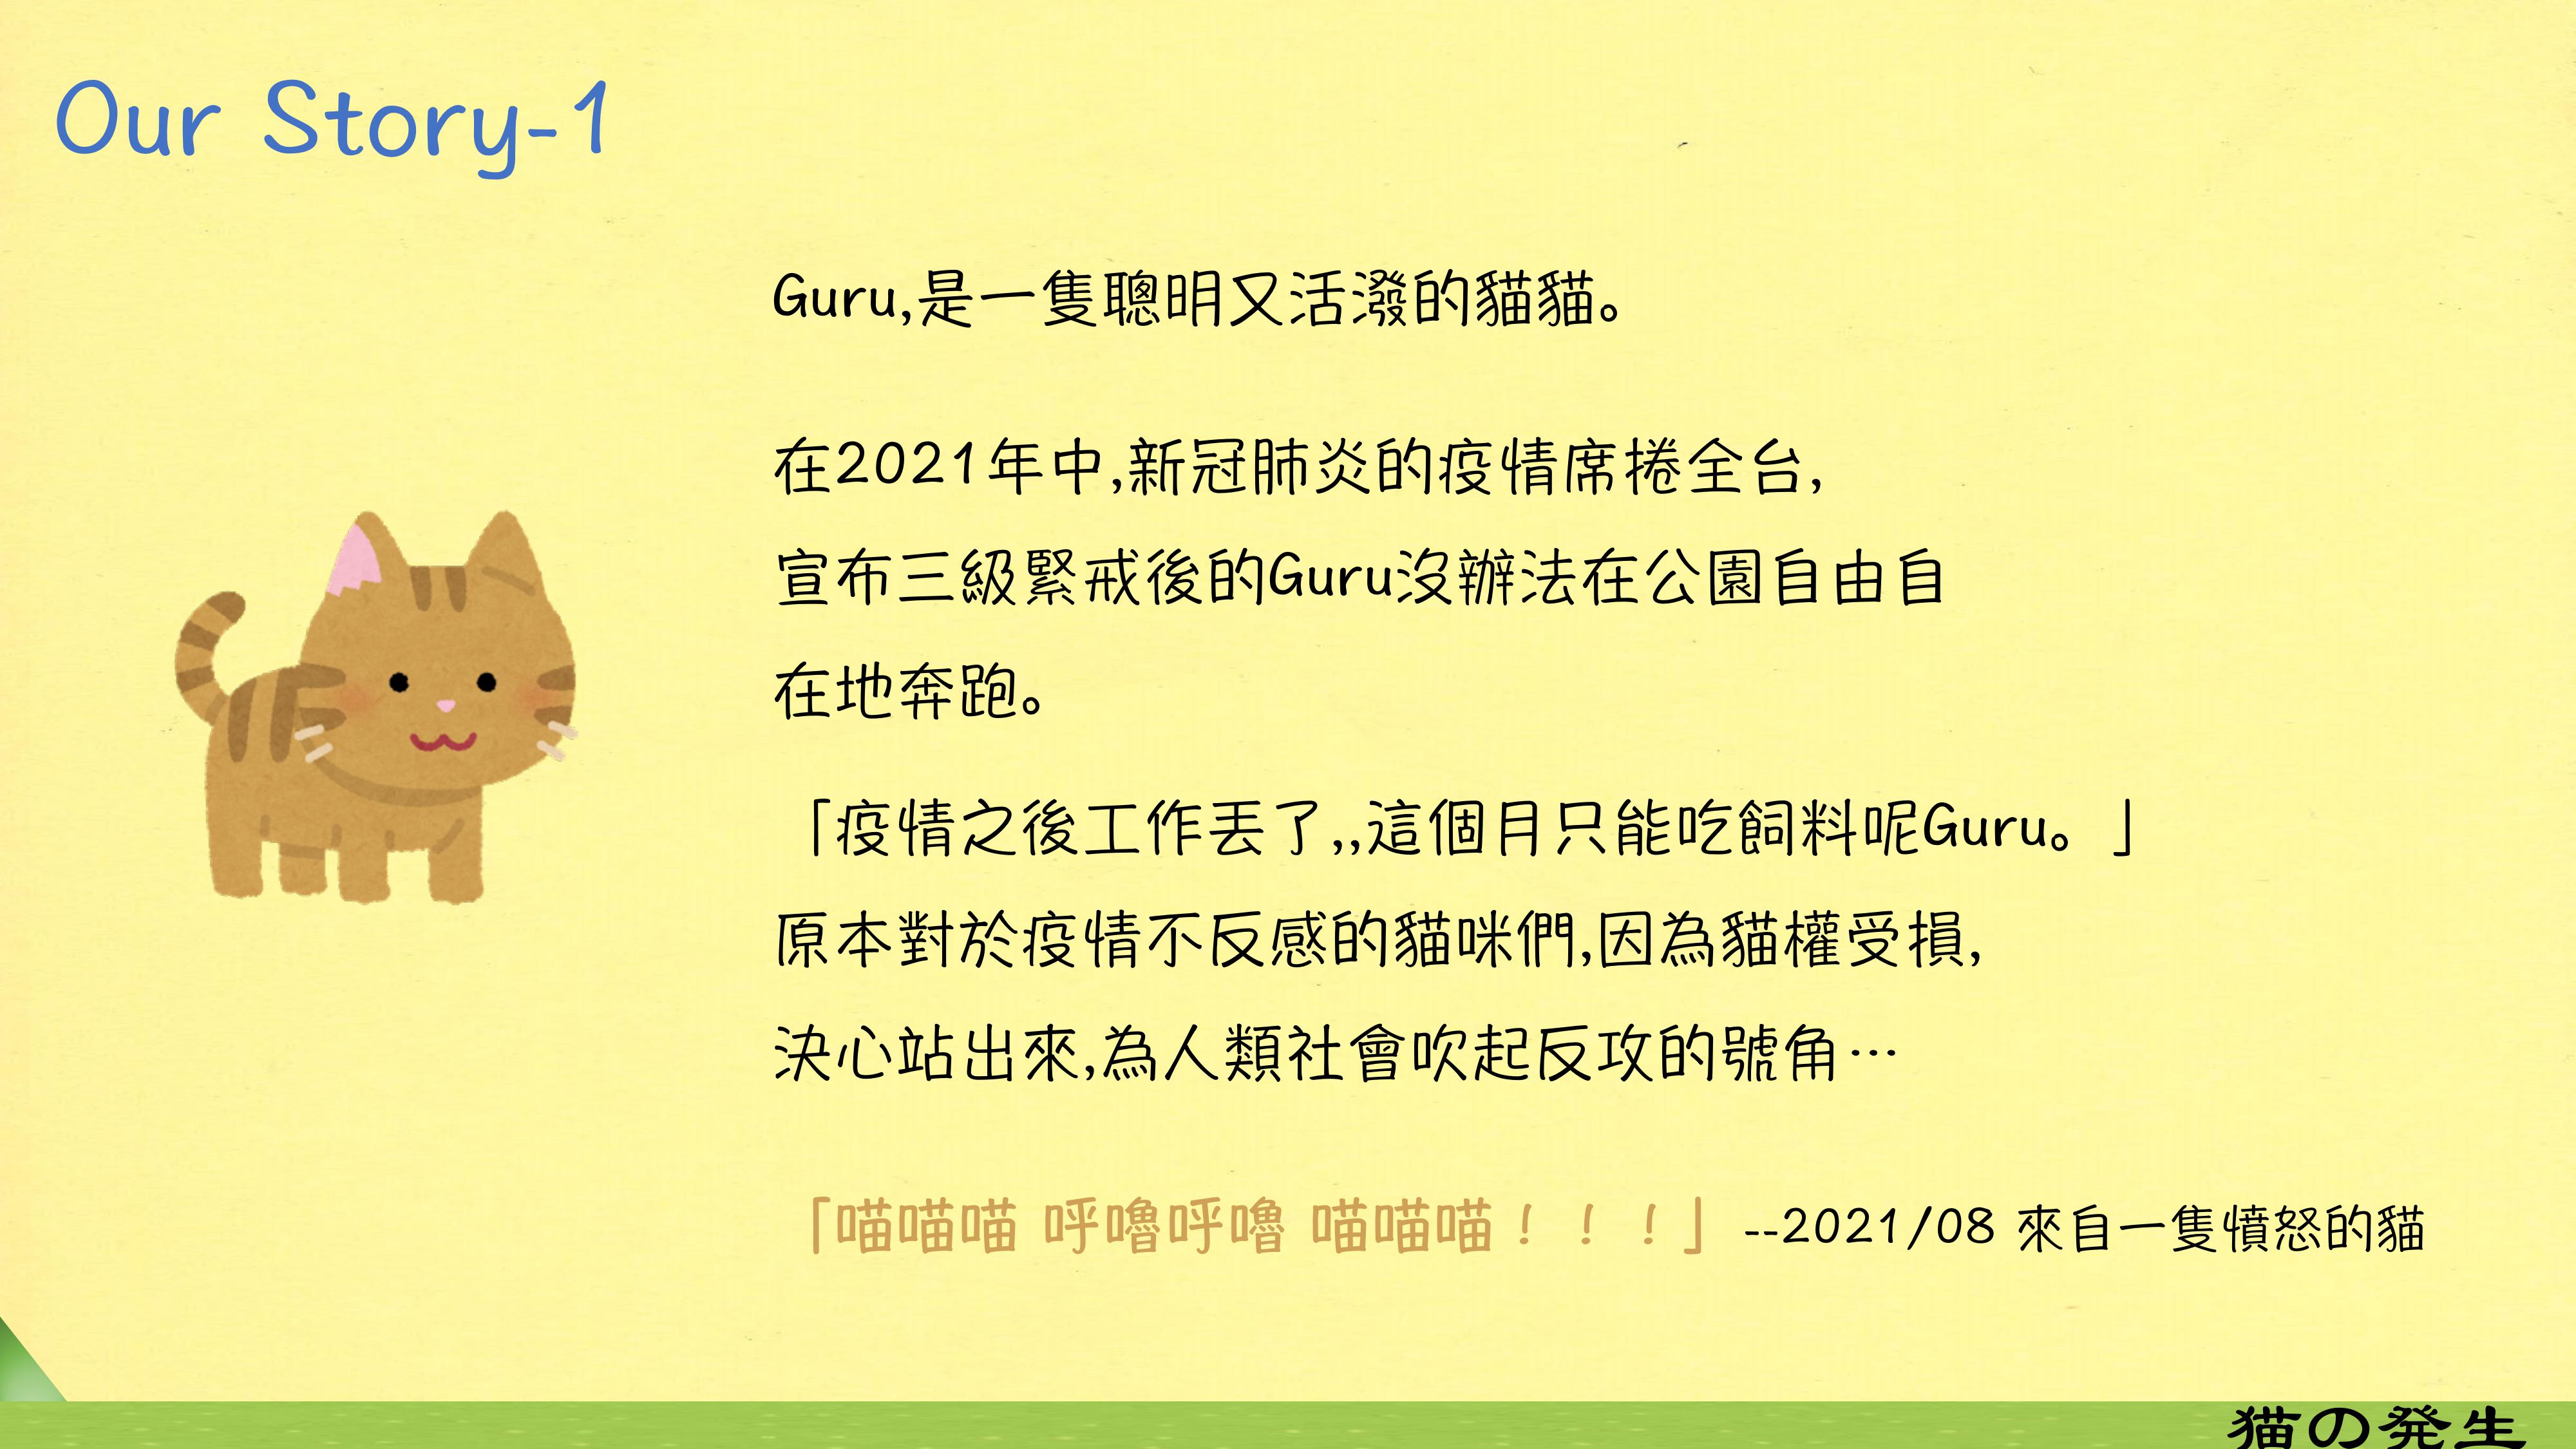 Our Story-1
Guru,是一隻聰明又活潑的貓貓。
在2021年中,新冠肺炎的疫情席捲全台,
宣布三級緊戒後的Guru沒辦法在公園自由自
在地奔跑。
「疫情之後工作丟了,,這個月只能吃飼料呢Guru。」
原本對於疫情不反感的貓咪們,因為貓權受損,
決心站出來,為人類社會吹起反攻的號角…
「喵喵喵 呼嚕呼嚕 喵喵喵！！！」 --2021/08 來自一隻憤怒的貓
猫の発生